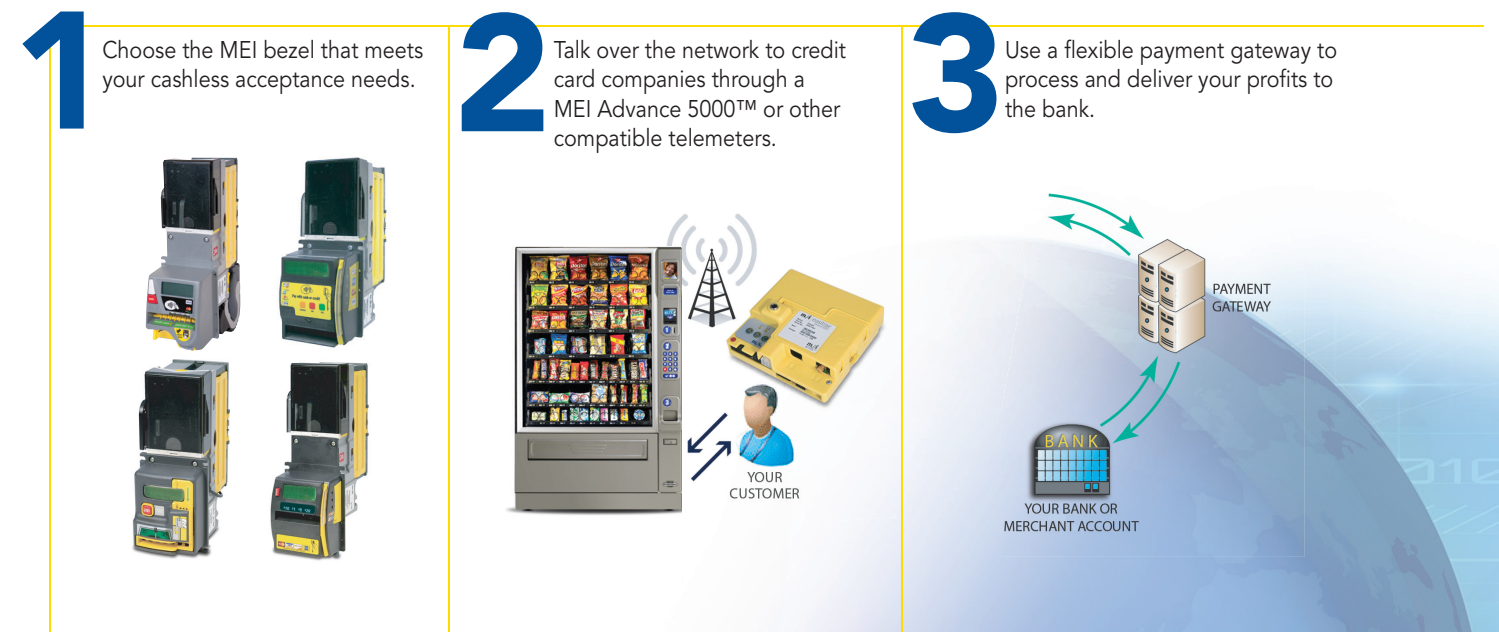 1
Choose the MEI bezel that meets
your cashless acceptance needs.
2
Talk over the network to credit
card companies through a
MEI Advance 5000™ or other
compatible telemeters.
YOUR
CUSTOMER
3
Use a flexible payment gateway to
process and deliver your profits to
the bank.
PAYMENT
GATEWAY
BANK
YOUR BANK OR
MERCHANT ACCOUNT
010